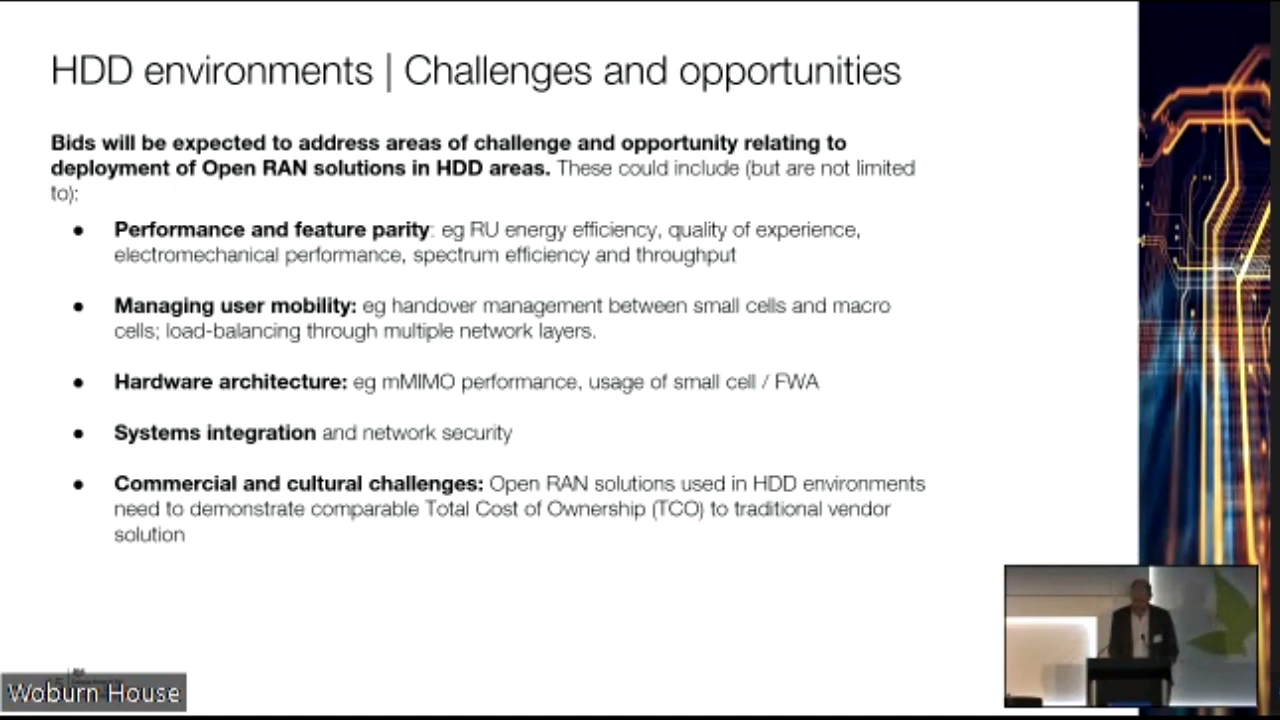 HDD environments | Challenges and opportunities
Bids will be expected to address areas of challenge and opportunity relating to
deployment of Open RAN solutions in HDD areas. These could include (but are not limited
to):
● Performance and feature parity: eg RU energy efficiency, quality of experience,
electromechanical performance, spectrum efficiency and throughput
● Managing user mobility: eg handover management between small cells and macro
cells; load-balancing through multiple network layers.
● Hardware architecture: eg mMIMO performance, usage of small cell / FWA
● Systems integration and network security
● Commercial and cultural challenges: Open RAN solutions used in HDD environments
need to demonstrate comparable Total Cost of Ownership (TCO) to traditional vendor
solution
Woburn House